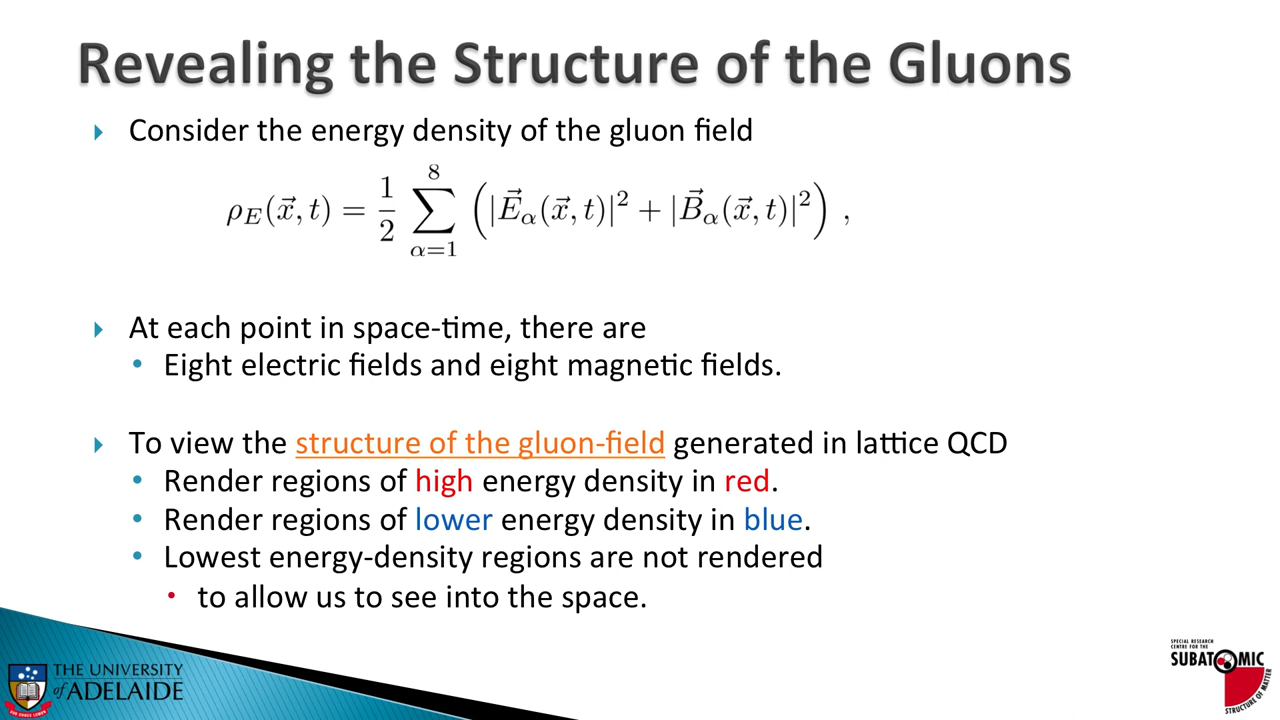 Revealing the Structure of the Gluons
Consider the energy density of the gluon field
ρ_E(x⃗, t) = 1/2 ∑_{α=1}^{8} ( |E⃗_α(x⃗, t)|² + |B⃗_α(x⃗, t)|² ) ,
At each point in space-time, there are
• Eight electric fields and eight magnetic fields.
To view the structure of the gluon-field generated in lattice QCD
• Render regions of high energy density in red.
• Render regions of lower energy density in blue.
• Lowest energy-density regions are not rendered
• to allow us to see into the space.
THE UNIVERSITY
of ADELAIDE
SPECIAL RESEARCH
CENTRE FOR THE
SUBATOMIC
STRUCTURE OF MATTER